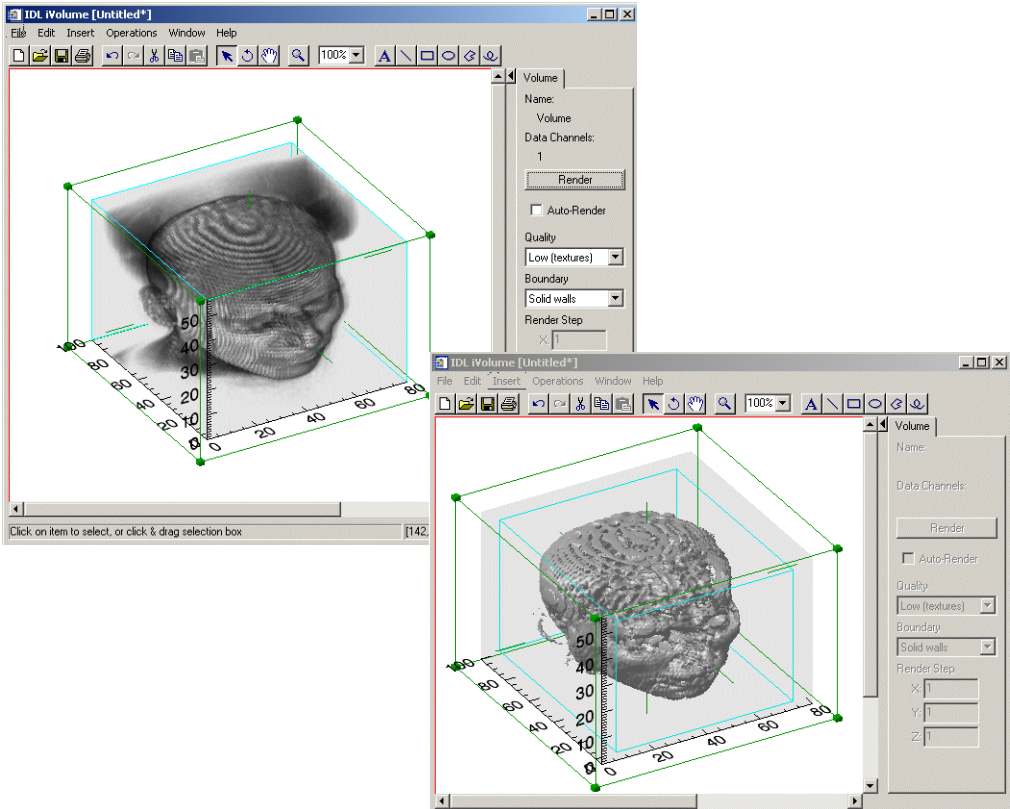 IDL iVolume [Untitled*]
File Edit Insert Operations Window Help
100%
A
Volume
Name:
Volume
Data Channels:
1
Render
Auto-Render
Quality
Low (textures)
Boundary
Solid walls
Render Step
X: 1
50
40
30
20
10
0
100
80
60
40
20
0
20
40
60
80
Click on item to select, or click & drag selection box
[142,
IDL iVolume [Untitled*]
File Edit Insert Operations Window Help
100%
A
Volume
Name:
Data Channels:
Render
Auto-Render
Quality
Low (textures)
Boundary
Solid walls
Render Step
X: 1
Y: 1
Z: 1
50
40
30
20
10
0
100
80
60
40
20
0
20
40
60
80